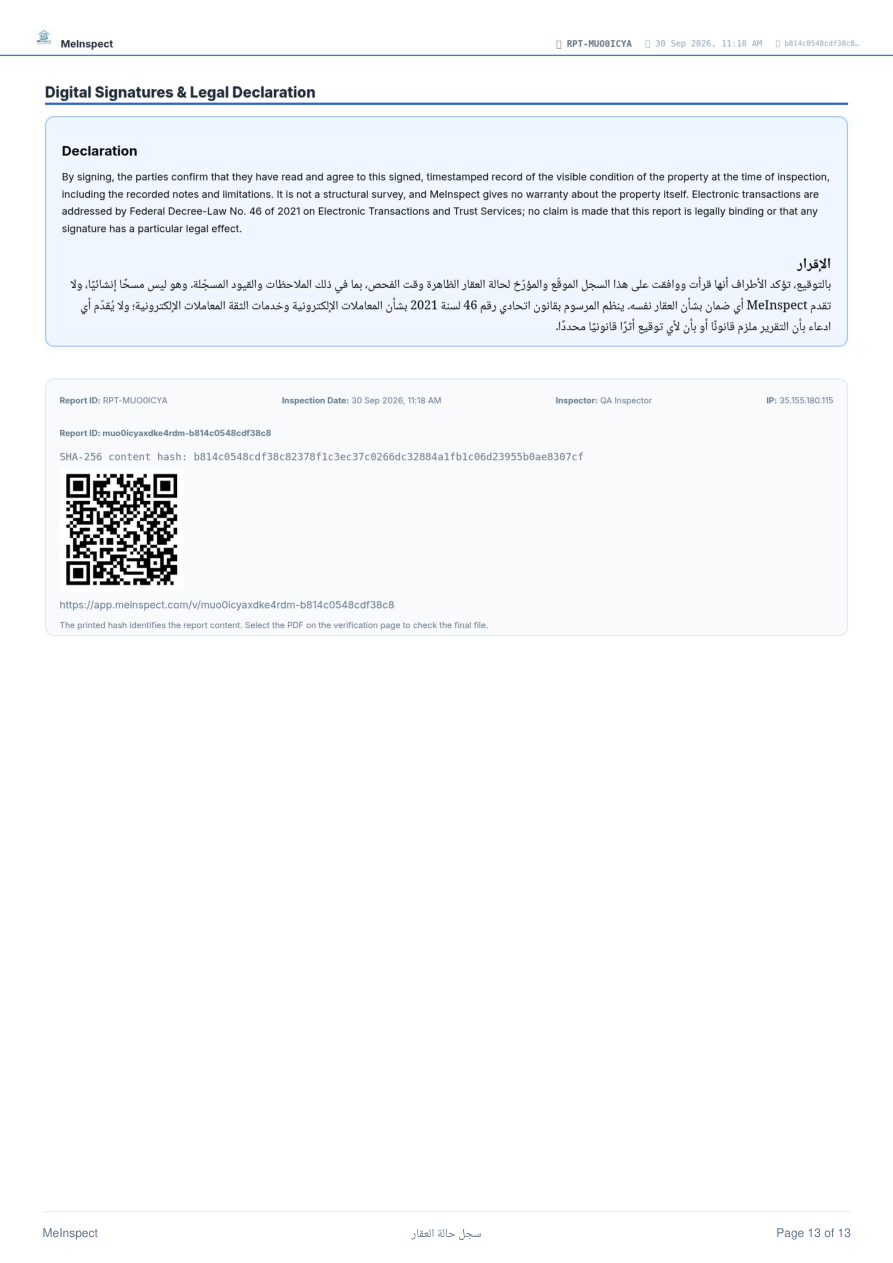 MeInspect
RPT-MUO0ICYA 30 Sep 2026, 11:18 AM b814c0548cdf38c8…
Digital Signatures & Legal Declaration
Declaration
By signing, the parties confirm that they have read and agree to this signed, timestamped record of the visible condition of the property at the time of inspection,
including the recorded notes and limitations. It is not a structural survey, and MeInspect gives no warranty about the property itself. Electronic transactions are
addressed by Federal Decree-Law No. 46 of 2021 on Electronic Transactions and Trust Services; no claim is made that this report is legally binding or that any
signature has a particular legal effect.
الإقرار
بالتوقيع، تؤكد الأطراف أنها قرأت ووافقت على هذا السجل الموقّع والمؤرّخ لحالة العقار الظاهرة وقت الفحص، بما في ذلك الملاحظات والقيود المسجّلة. وهو ليس مسحًا إنشائيًا، ولا
تقدم MeInspect أي ضمان بشأن العقار نفسه. ينظم المرسوم بقانون اتحادي رقم 46 لسنة 2021 بشأن المعاملات الإلكترونية وخدمات الثقة المعاملات الإلكترونية؛ ولا يُقدّم أي
ادعاء بأن التقرير ملزم قانونًا أو بأن لأي توقيع أثرًا قانونيًا محددًا.
Report ID: RPT-MUO0ICYA Inspection Date: 30 Sep 2026, 11:18 AM Inspector: QA Inspector IP: 35.155.180.115
Report ID: muo0icyaxdke4rdm-b814c0548cdf38c8
SHA-256 content hash: b814c0548cdf38c82378f1c3ec37c0266dc32884a1fb1c06d23955b0ae8307cf
https://app.meinspect.com/v/muo0icyaxdke4rdm-b814c0548cdf38c8
The printed hash identifies the report content. Select the PDF on the verification page to check the final file.
MeInspect سجل حالة العقار Page 13 of 13